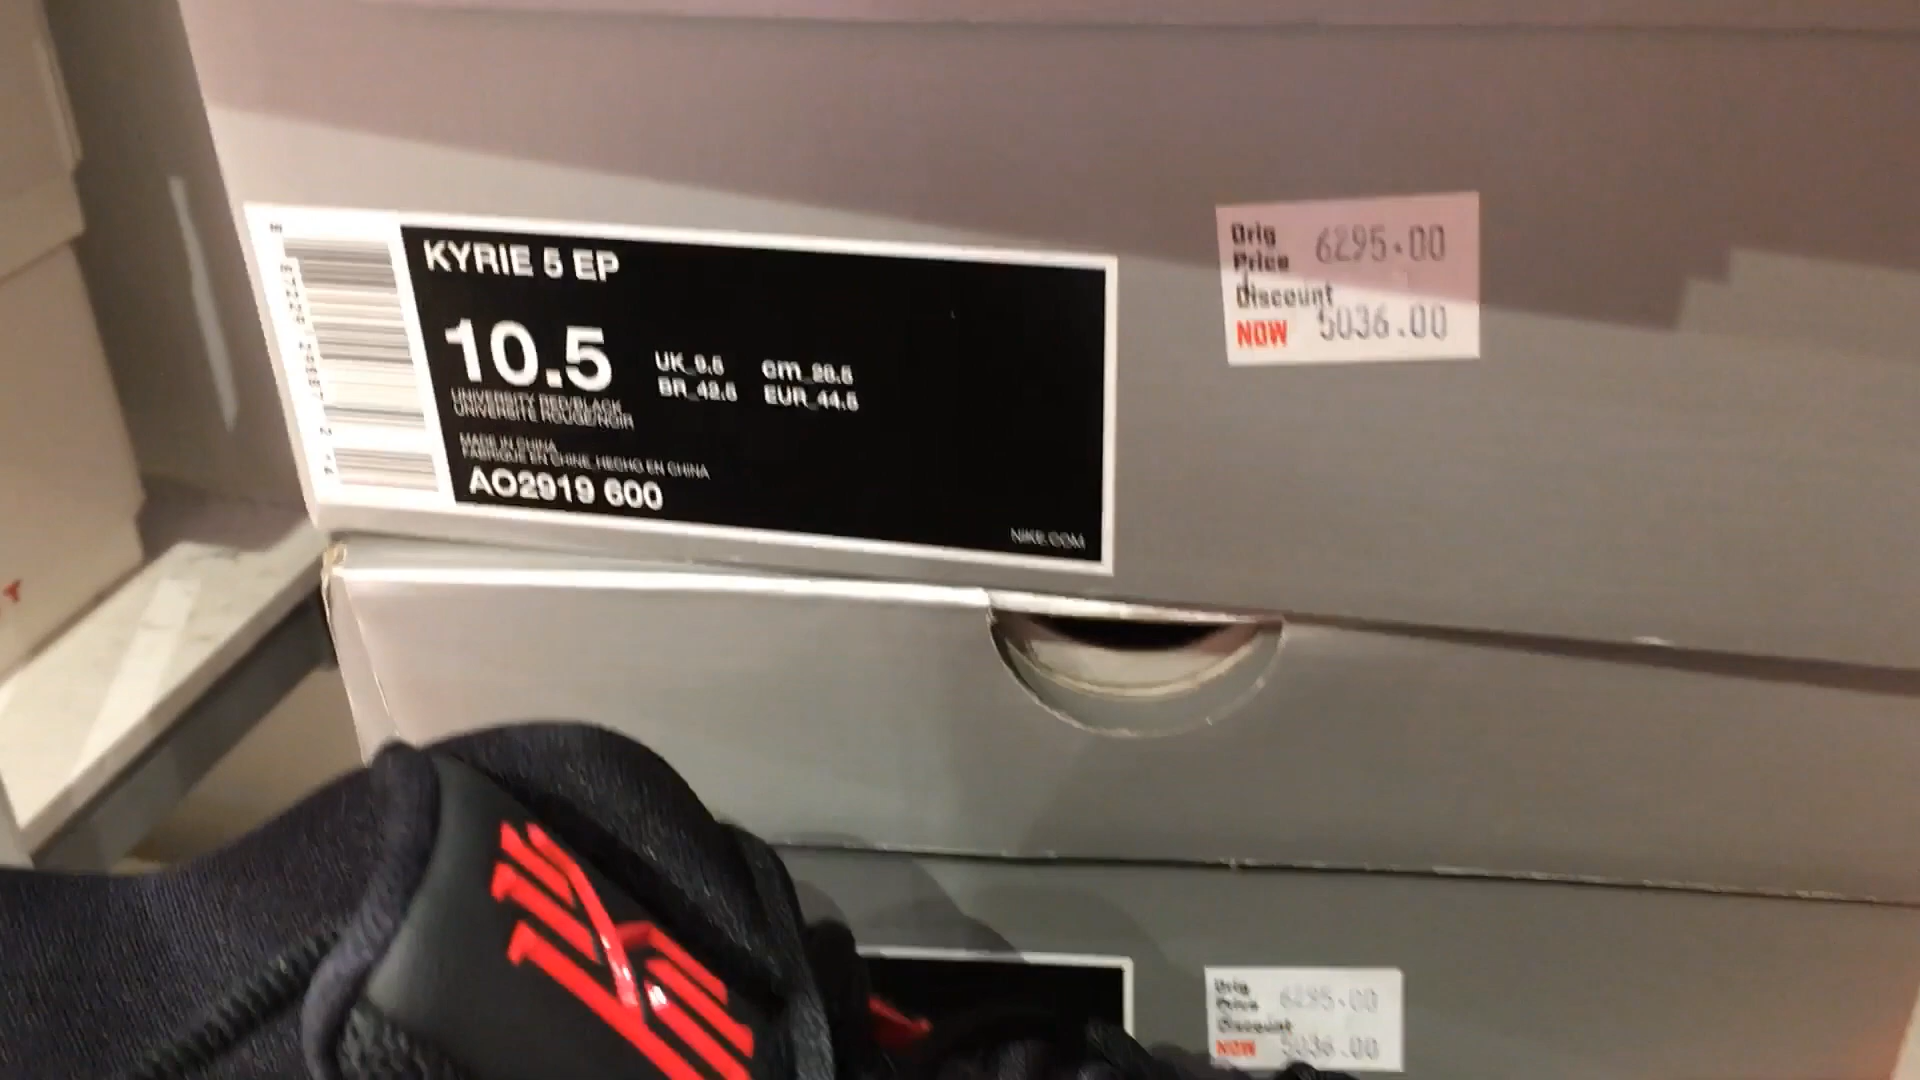 KYRIE 5 EP
10.5
UK 9.5 cm 28.5
BR 42.5 EUR 44.5
UNIVERSITY RED/BLACK
UNIVERSITE ROUGE/NOIR
MADE IN CHINA
FABRIQUE EN CHINE, HECHO EN CHINA
AO2919 600
NIKE.COM
Orig Price 6295.00
Discount
NOW 5036.00
Orig Price 6295.00
Discount
NOW 5036.00